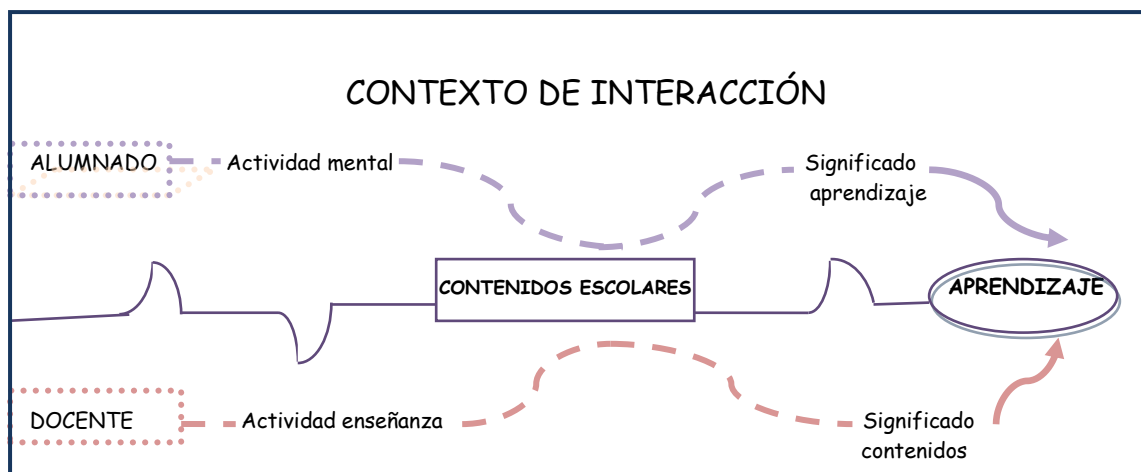 CONTEXTO DE INTERACCIÓN
ALUMNADO
Actividad mental
Significado
aprendizaje
CONTENIDOS ESCOLARES
APRENDIZAJE
DOCENTE
Actividad enseñanza
Significado
contenidos